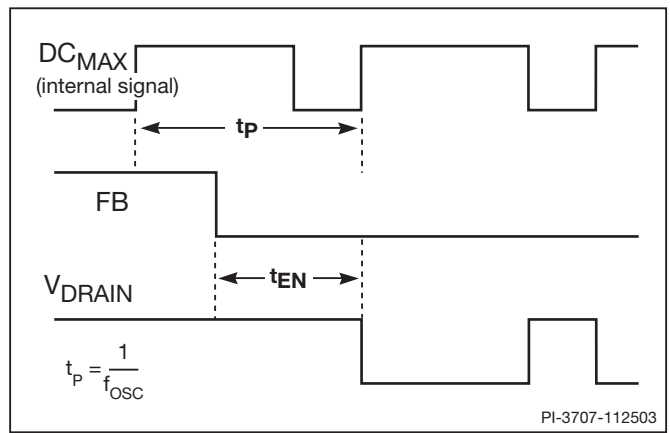 DCMAX
(internal signal)
tP
FB
tEN
VDRAIN
tP = 1/fOSC
PI-3707-112503